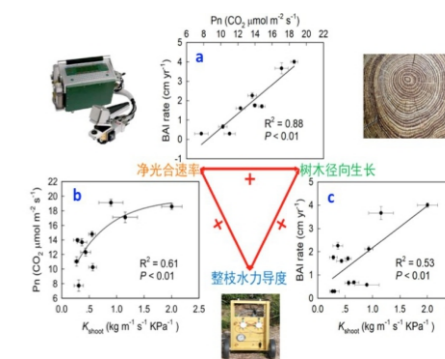 Pn (CO₂ μmol m⁻² s⁻¹)
6 8 10 12 14 16 18 20 22
a
BAI rate (cm yr⁻¹)
5
4
3
2
1
0
-1
R² = 0.88
P < 0.01
净光合速率
+
树木径向生长
+
+
整枝水力导度
b
Pn (CO₂ μmol m⁻² s⁻¹)
22
20
18
16
14
12
10
8
6
R² = 0.61
P < 0.01
0.0 0.5 1.0 1.5 2.0 2.5
Kshoot (kg m⁻¹ s⁻¹ KPa⁻¹)
c
BAI rate (cm yr⁻¹)
5
4
3
2
1
0
R² = 0.53
P < 0.01
0.0 0.5 1.0 1.5 2.0
Kshoot (kg m⁻¹ s⁻¹ KPa⁻¹)